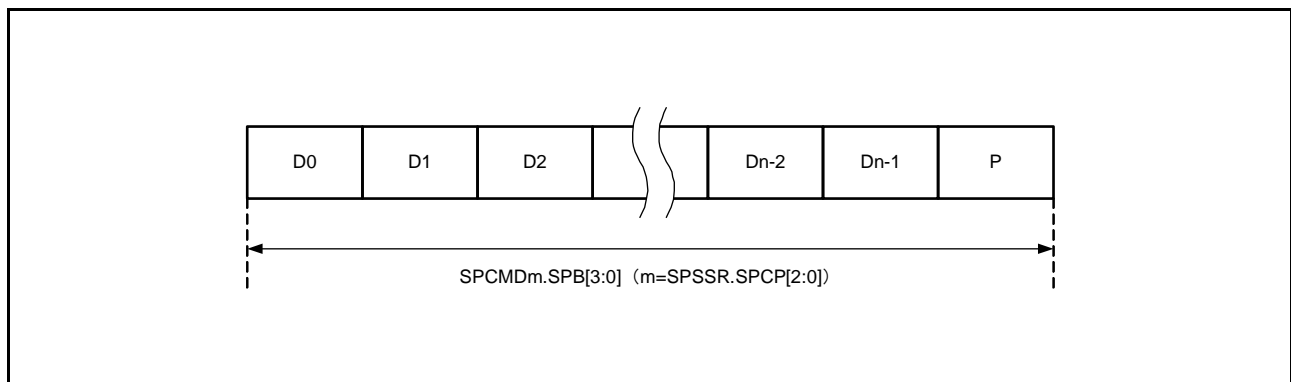 D0 D1 D2 Dn-2 Dn-1 P
SPCMDm.SPB[3:0]（m=SPSSR.SPCP[2:0]）